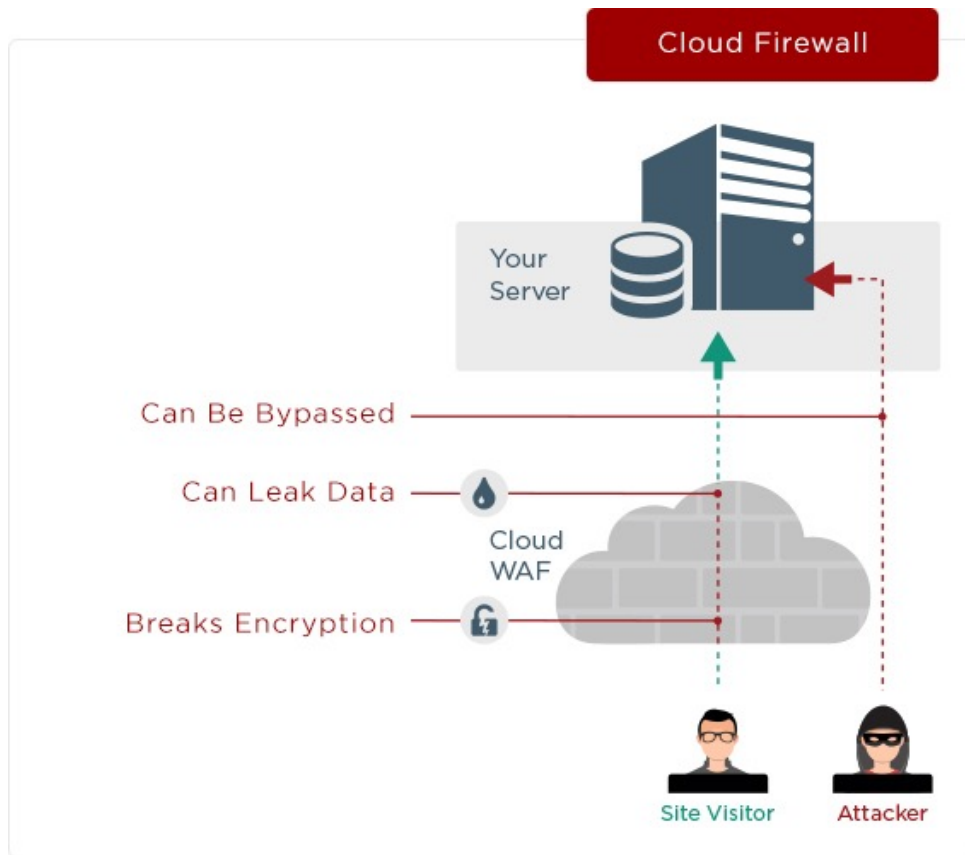 Cloud Firewall
Your
Server
Can Be Bypassed
Can Leak Data
Cloud
WAF
Breaks Encryption
Site Visitor
Attacker